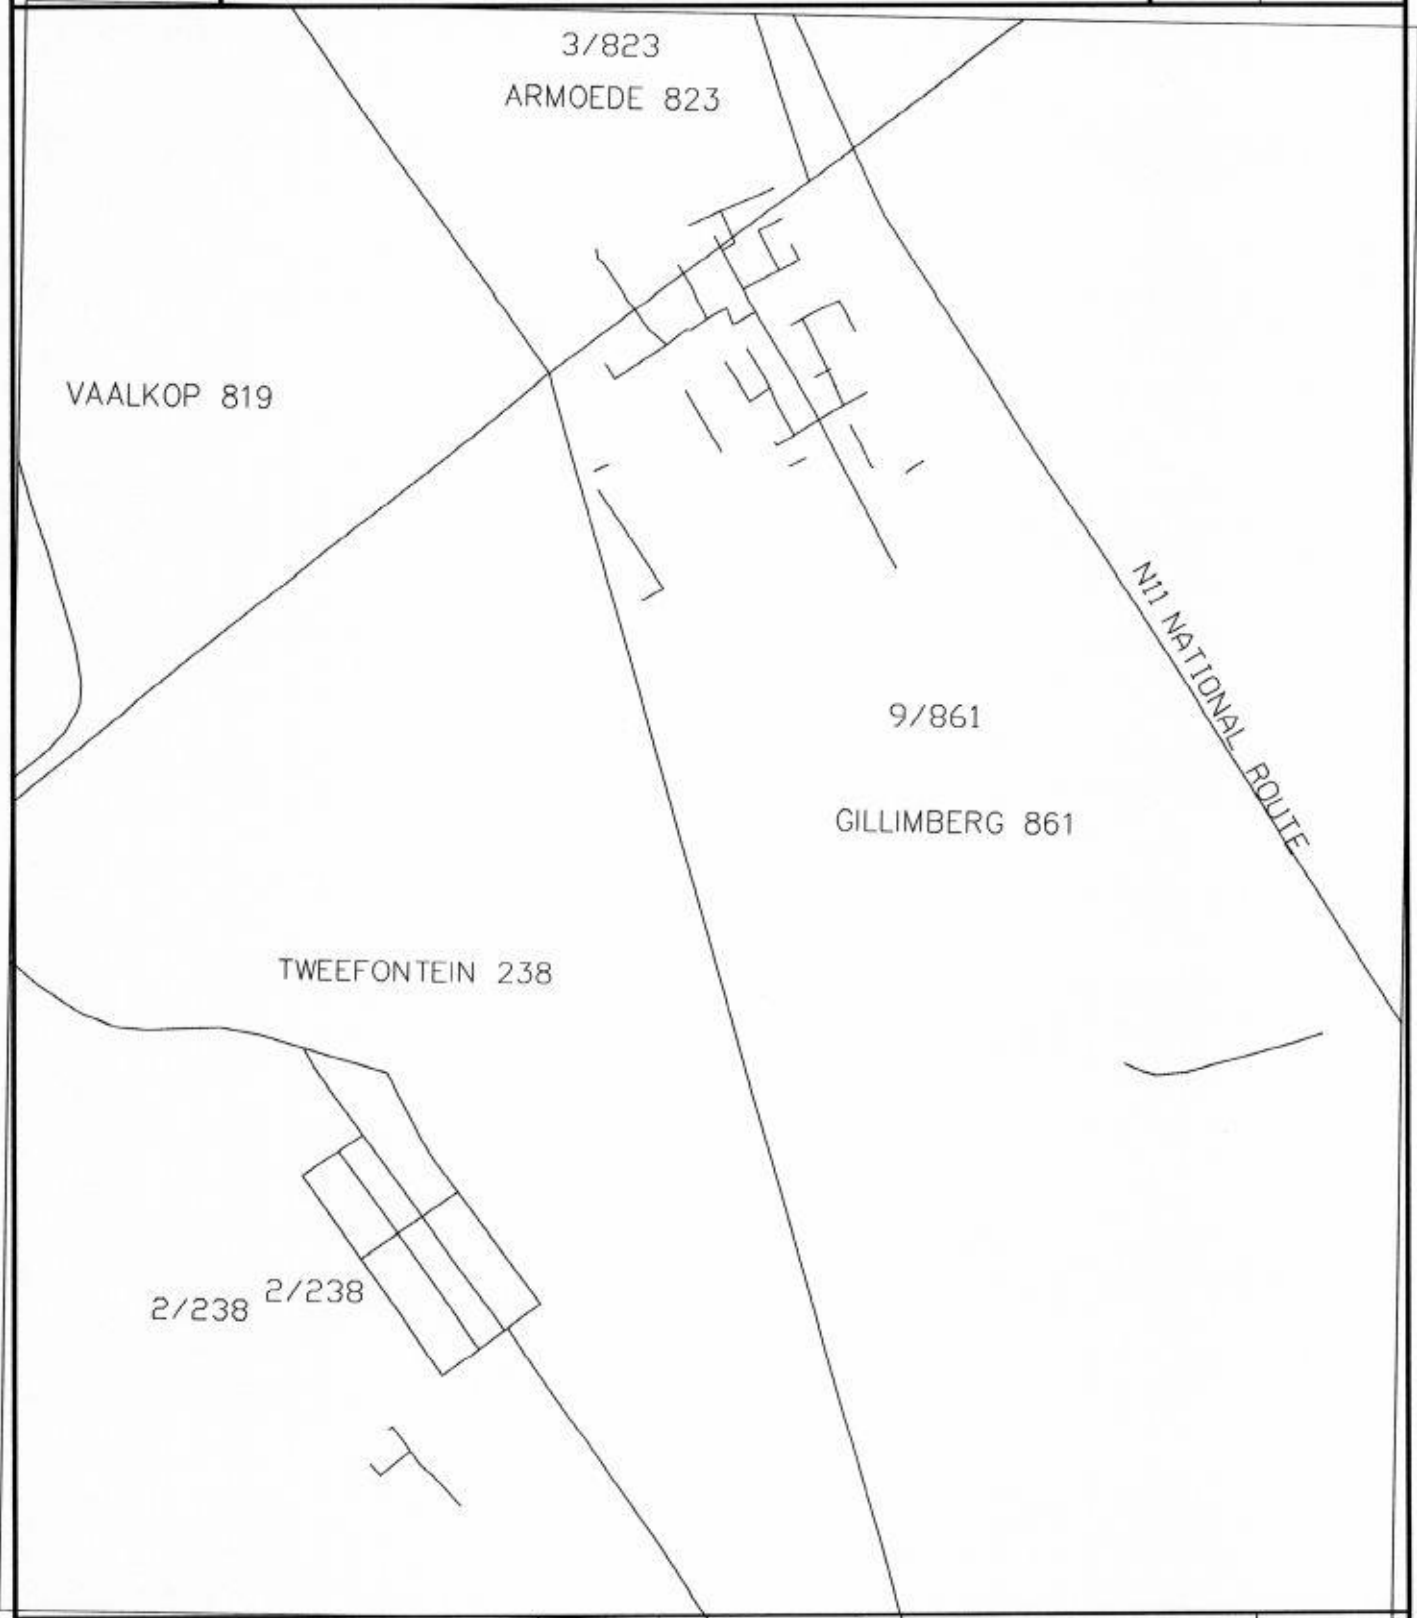 3/823
ARMOEDE 823
VAALKOP 819
N11 NATIONAL ROUTE
9/861
GILLIMBERG 861
TWEEFONTEIN 238
2/238 2/238